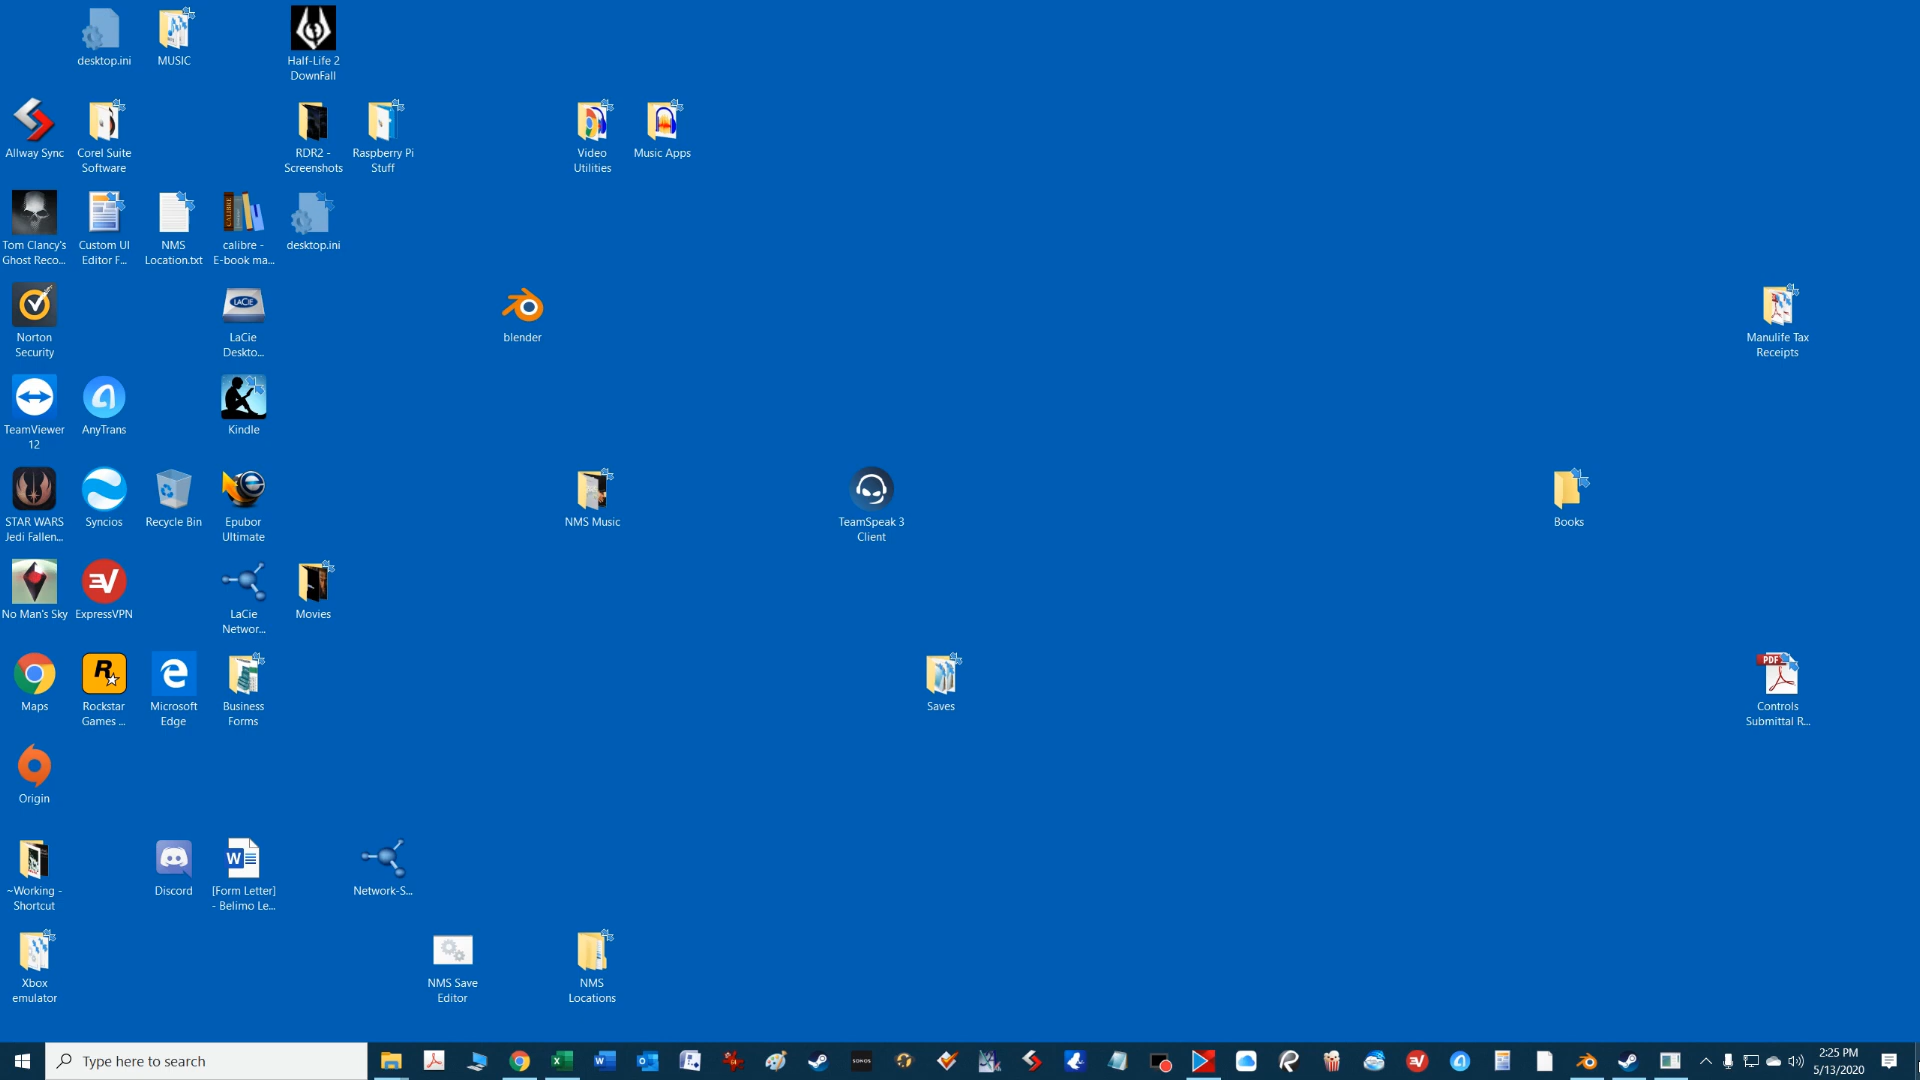 desktop.ini
MUSIC
Half-Life 2
DownFall
Allway Sync
Corel Suite
Software
RDR2 -
Screenshots
Raspberry Pi
Stuff
Video
Utilities
Music Apps
Tom Clancy's
Ghost Reco...
Custom UI
Editor F...
NMS
Location.txt
CALIBRE
calibre -
E-book ma...
desktop.ini
Norton
Security
LACIE
LaCie
Deskto...
blender
Manulife Tax
Receipts
TeamViewer
12
AnyTrans
Kindle
STAR WARS
Jedi Fallen...
Syncios
Recycle Bin
Epubor
Ultimate
NMS Music
TeamSpeak 3
Client
Books
No Man's Sky
ExpressVPN
LaCie
Networ...
Movies
Maps
Rockstar
Games ...
Microsoft
Edge
Business
Forms
Saves
PDF
Controls
Submittal R...
Origin
~Working -
Shortcut
Discord
[Form Letter]
- Belimo Le...
Network-S...
Xbox
emulator
NMS Save
Editor
NMS
Locations
Type here to search
SONOS
2:25 PM
5/13/2020